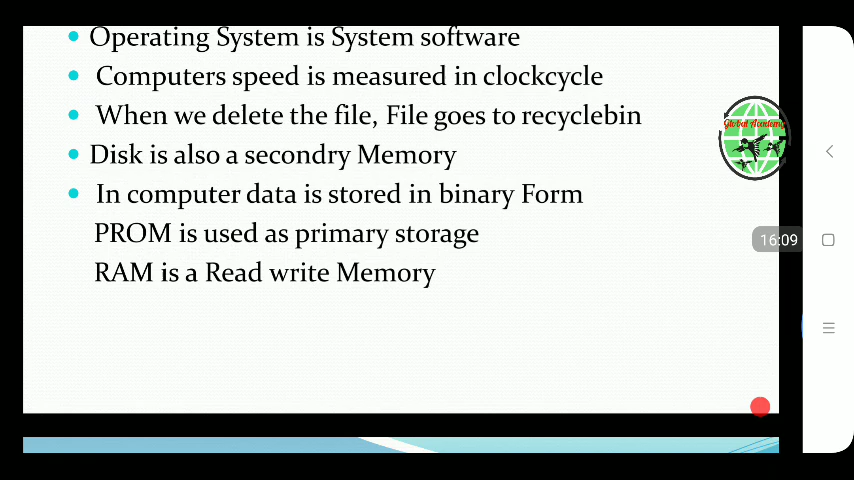 Operating System is System software
Computers speed is measured in clockcycle
When we delete the file, File goes to recyclebin
Disk is also a secondry Memory
In computer data is stored in binary Form
PROM is used as primary storage
RAM is a Read write Memory
Global Academy
16:09